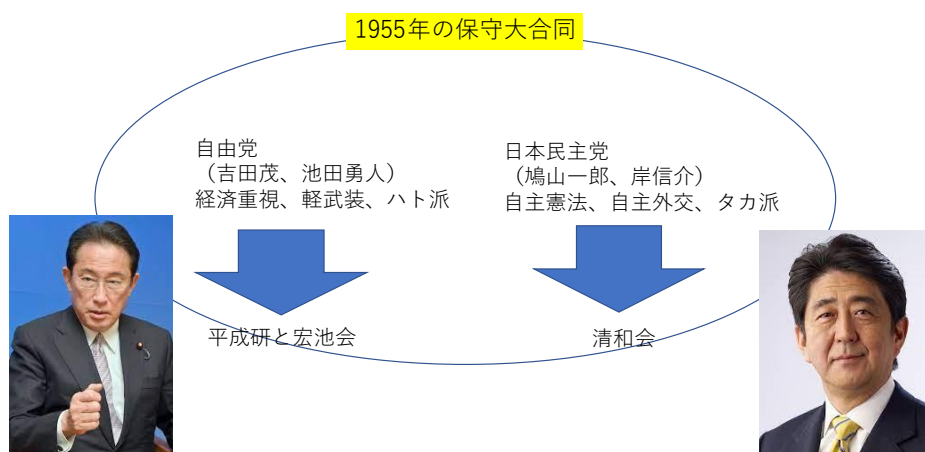 1955年の保守大合同
自由党
（吉田茂、池田勇人）
経済重視、軽武装、ハト派
日本民主党
（鳩山一郎、岸信介）
自主憲法、自主外交、タカ派
平成研と宏池会
清和会